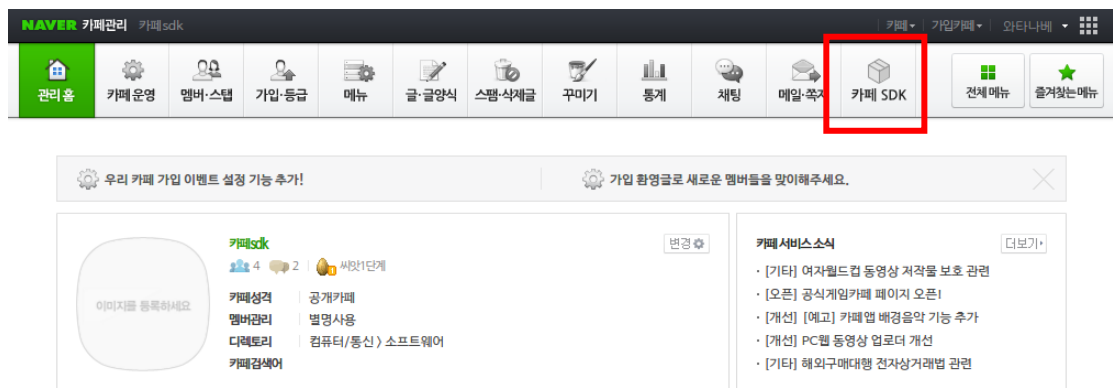 NAVER 카페관리 카페sdk 카페 가입카페 와타나베
관리 홈 카페 운영 멤버·스탭 가입·등급 메뉴 글·글양식 스팸·삭제글 꾸미기 통계 채팅 메일·쪽지 카페 SDK 전체 메뉴 즐겨찾는 메뉴
우리 카페 가입 이벤트 설정 기능 추가! 가입 환영글로 새로운 멤버들을 맞이해주세요.
이미지를 등록하세요
카페sdk 변경
4 2 씨앗1단계
카페성격 공개카페
멤버관리 별명사용
디렉토리 컴퓨터/통신 〉 소프트웨어
카페검색어
카페 서비스 소식 더보기
· [기타] 여자월드컵 동영상 저작물 보호 관련
· [오픈] 공식게임카페 페이지 오픈!
· [개선] [예고] 카페앱 배경음악 기능 추가
· [개선] PC웹 동영상 업로더 개선
· [기타] 해외구매대행 전자상거래법 관련